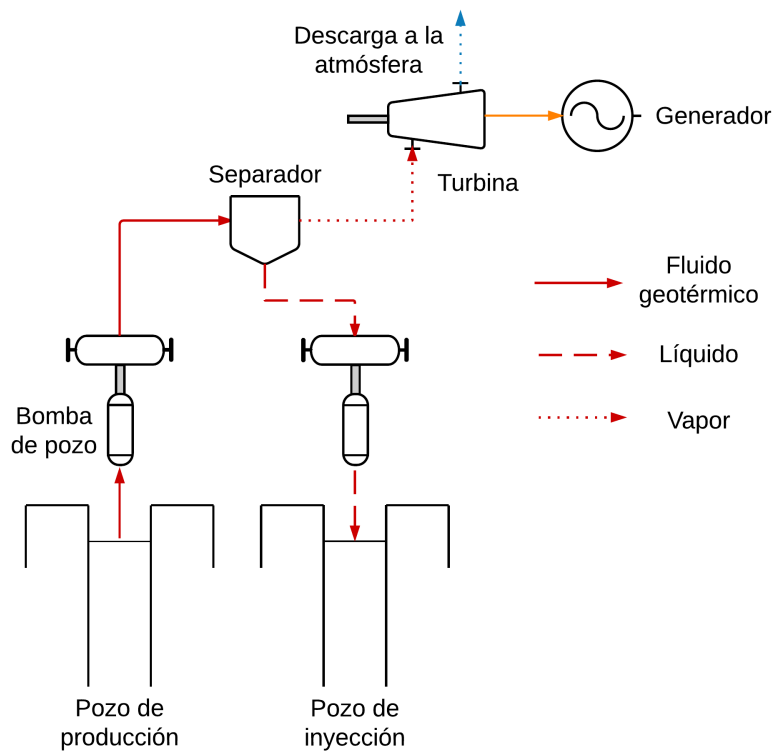 Descarga a la
atmósfera
Generador
Separador
Turbina
Fluido
geotérmico
Líquido
Vapor
Bomba
de pozo
Pozo de
producción
Pozo de
inyección